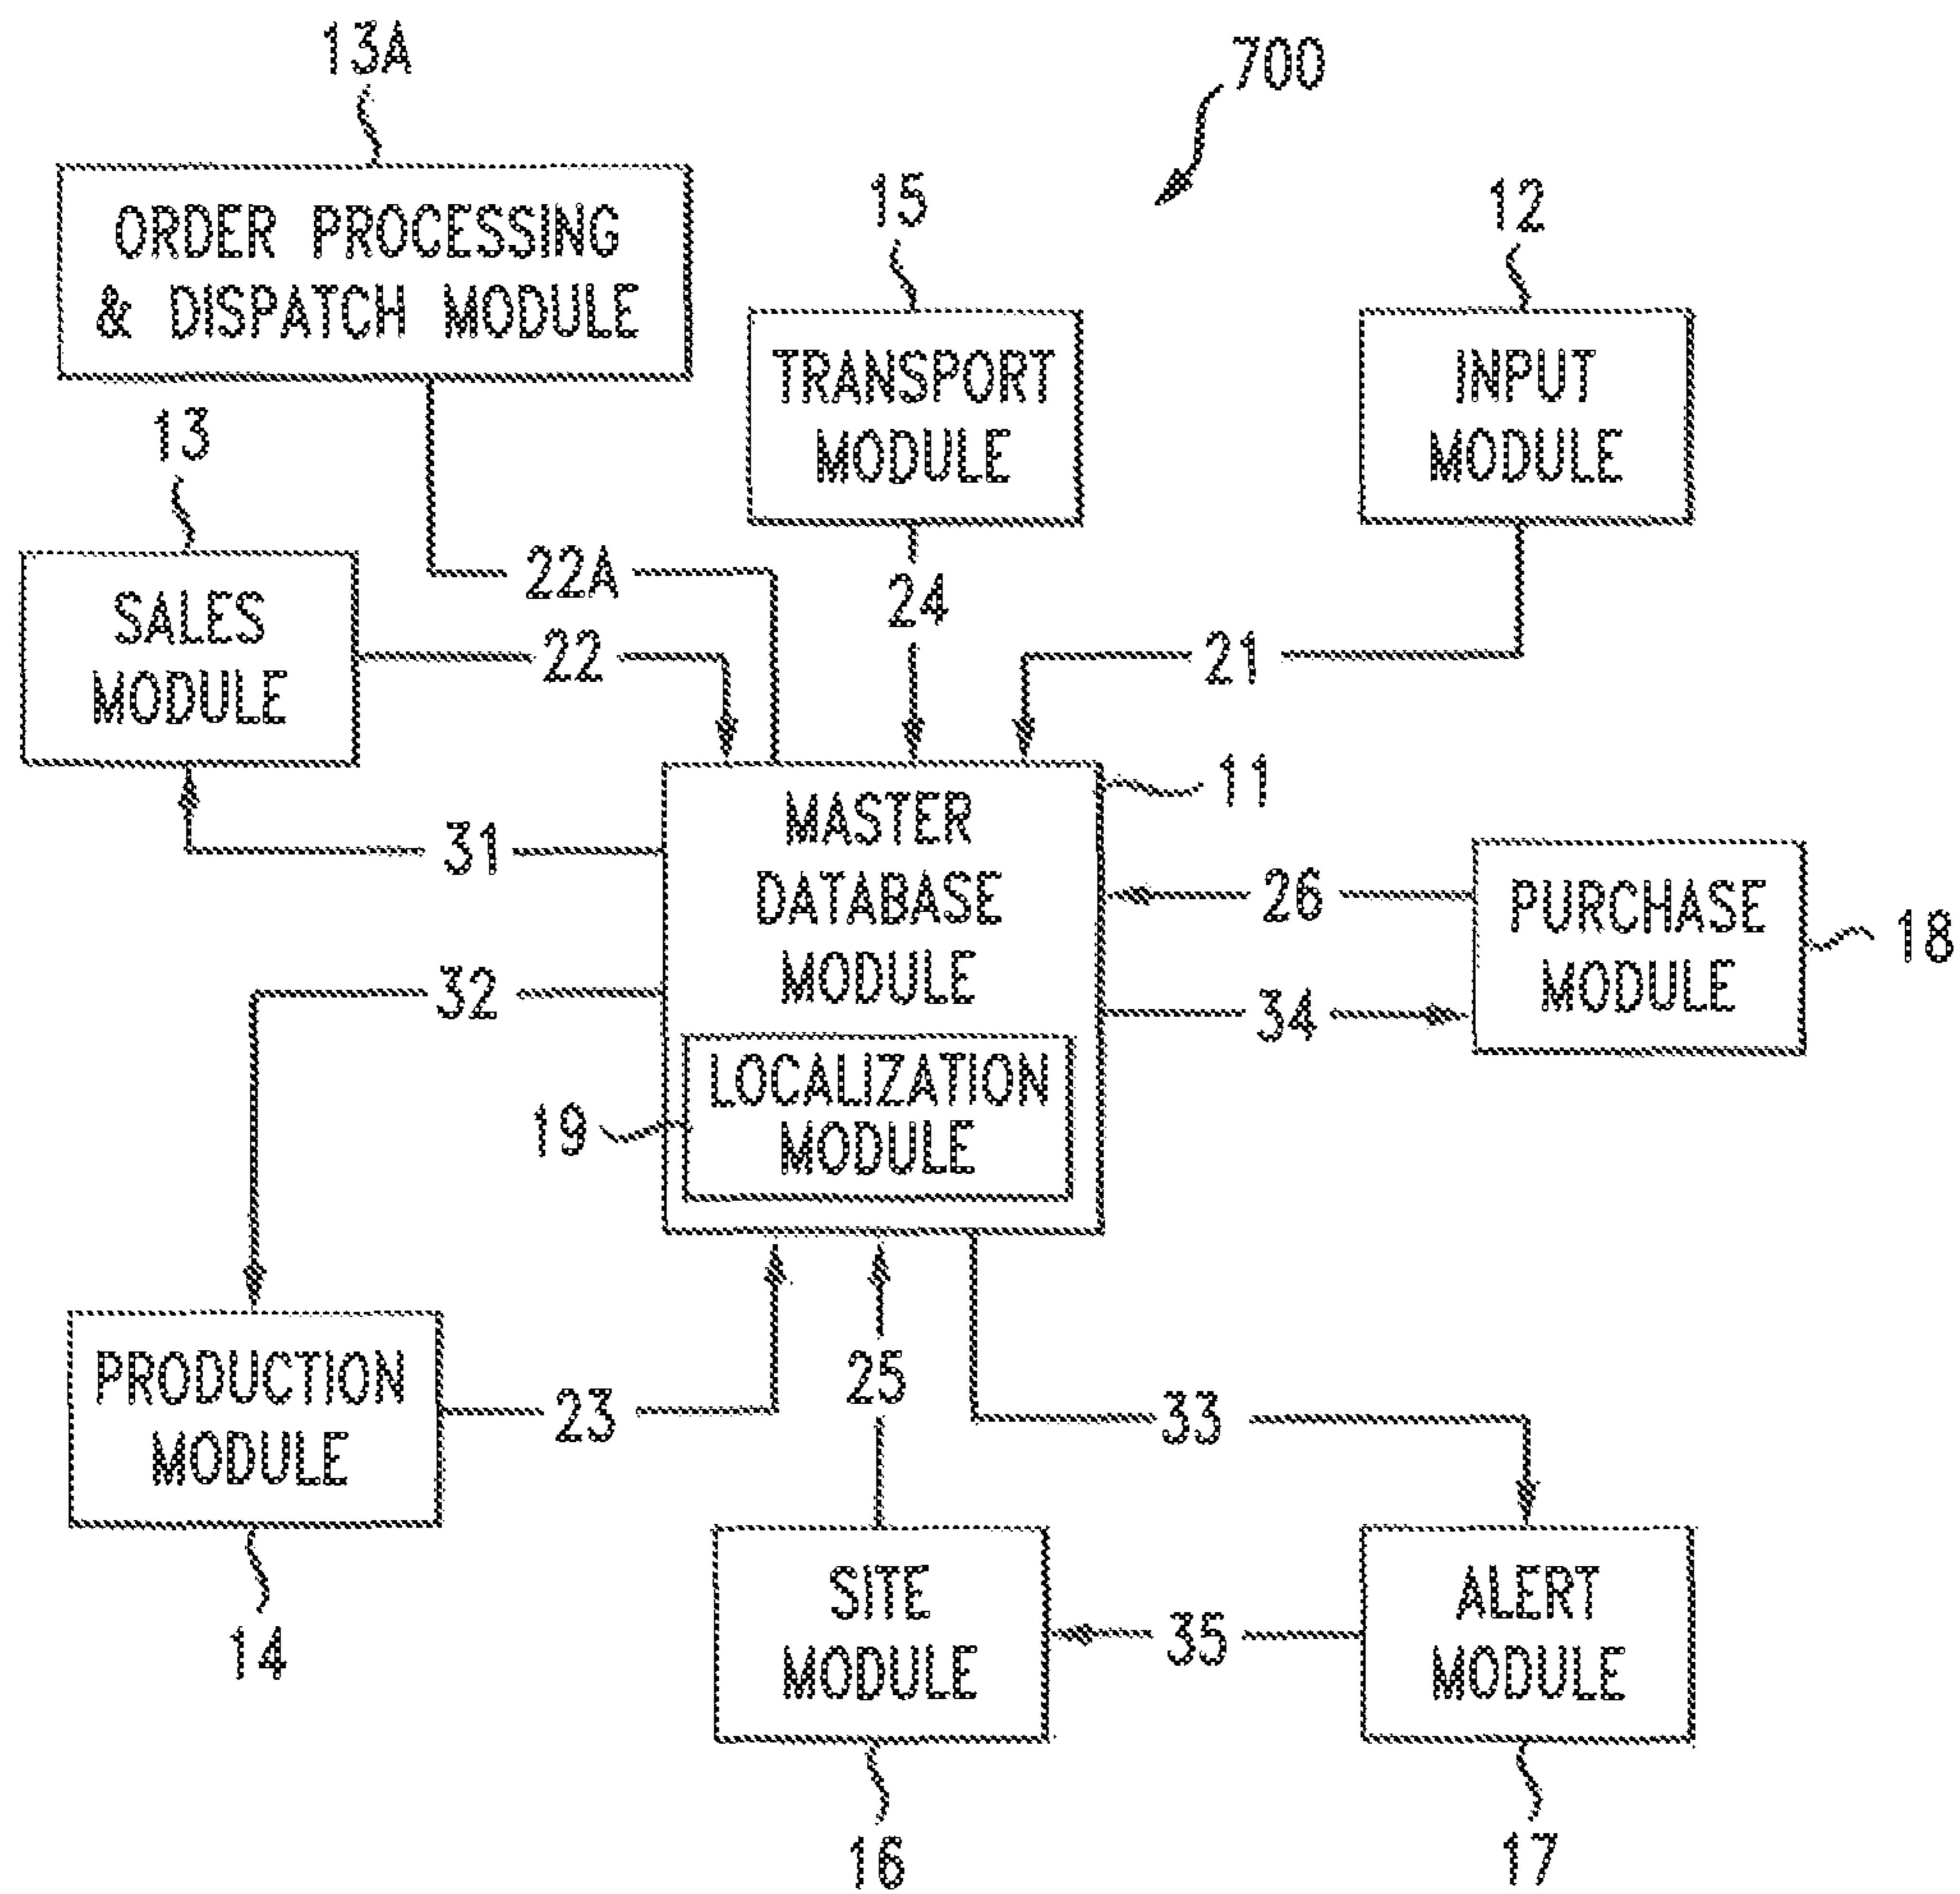 13A
700
ORDER PROCESSING
& DISPATCH MODULE
15
12
TRANSPORT
MODULE
INPUT
MODULE
13
SALES
MODULE
22A
22
24
21
11
MASTER
DATABASE
MODULE
31
26
PURCHASE
MODULE
18
32
34
LOCALIZATION
MODULE
19
PRODUCTION
MODULE
23
25
33
14
SITE
MODULE
35
ALERT
MODULE
16
17